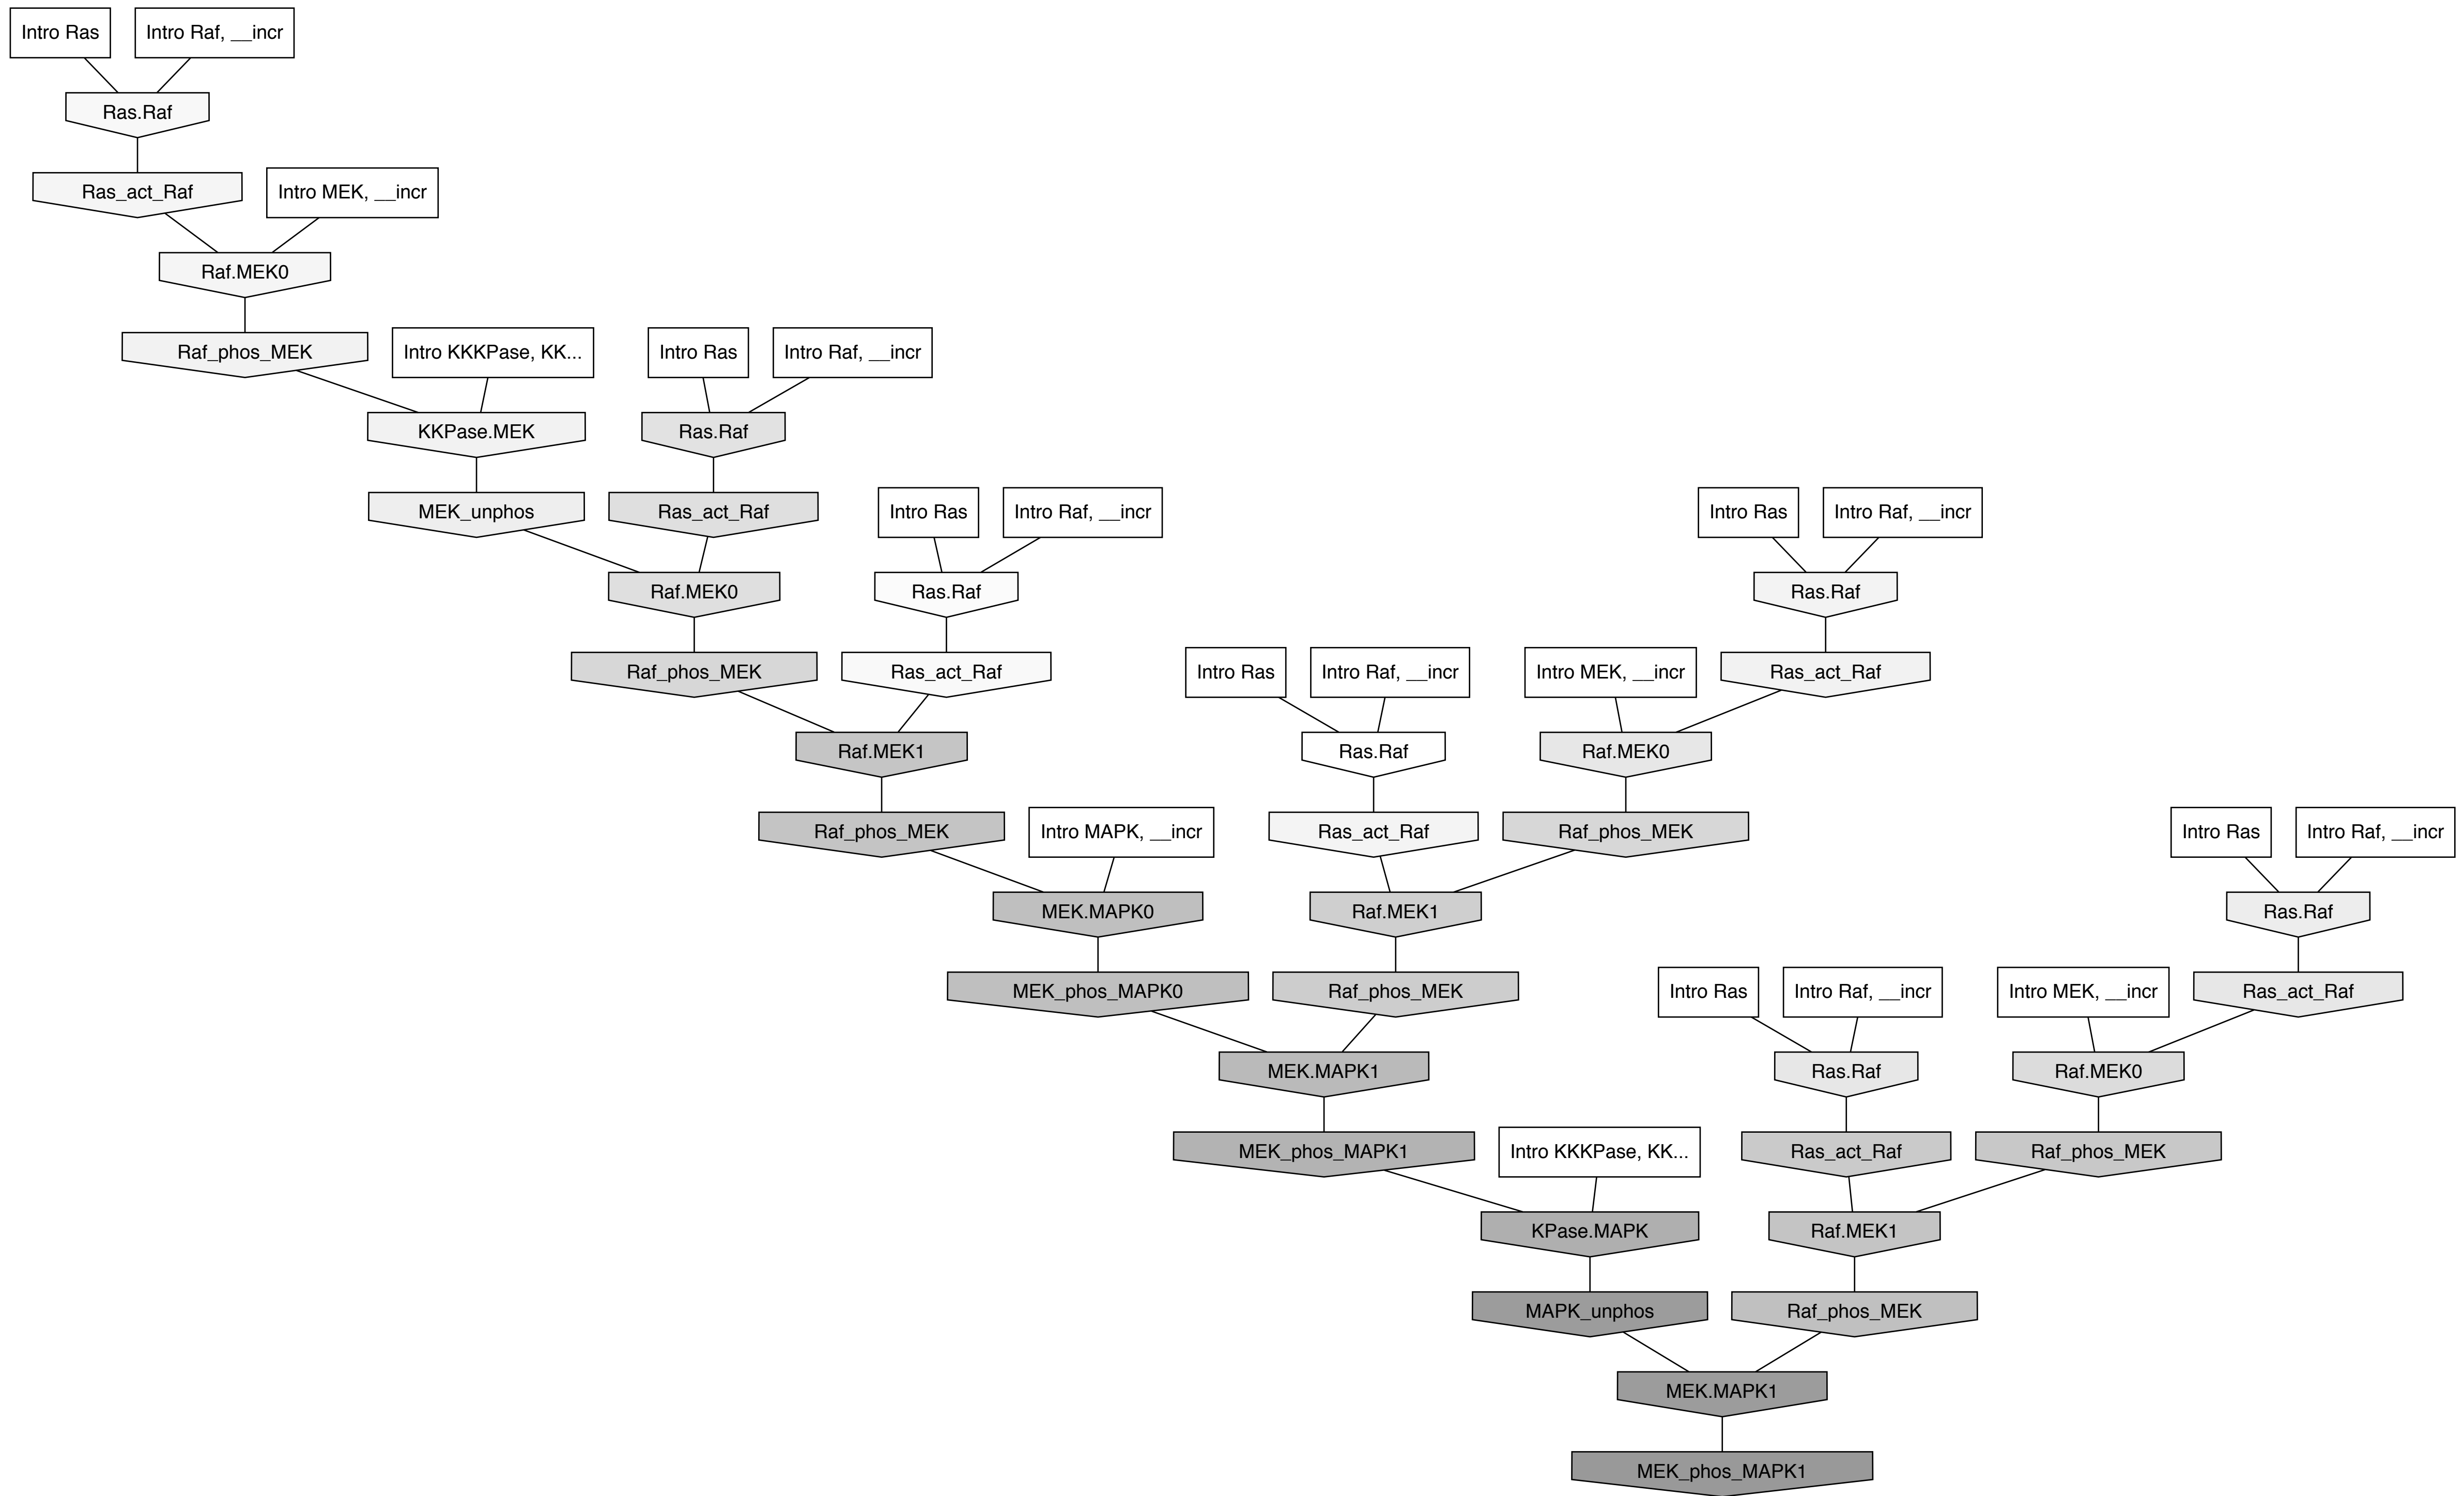 Intro Ras
Intro Raf, __incr
Ras.Raf
Ras_act_Raf
Intro MEK, __incr
Raf.MEK0
Raf_phos_MEK
Intro KKKPase, KK...
Intro Ras
Intro Raf, __incr
KKPase.MEK
Ras.Raf
MEK_unphos
Ras_act_Raf
Intro Ras
Intro Raf, __incr
Intro Ras
Intro Raf, __incr
Raf.MEK0
Ras.Raf
Ras.Raf
Raf_phos_MEK
Ras_act_Raf
Intro Ras
Intro Raf, __incr
Intro MEK, __incr
Ras_act_Raf
Raf.MEK1
Ras.Raf
Raf.MEK0
Raf_phos_MEK
Intro MAPK, __incr
Ras_act_Raf
Raf_phos_MEK
Intro Ras
Intro Raf, __incr
MEK.MAPK0
Raf.MEK1
Ras.Raf
MEK_phos_MAPK0
Raf_phos_MEK
Intro Ras
Intro Raf, __incr
Intro MEK, __incr
Ras_act_Raf
MEK.MAPK1
Ras.Raf
Raf.MEK0
MEK_phos_MAPK1
Intro KKKPase, KK...
Ras_act_Raf
Raf_phos_MEK
KPase.MAPK
Raf.MEK1
MAPK_unphos
Raf_phos_MEK
MEK.MAPK1
MEK_phos_MAPK1